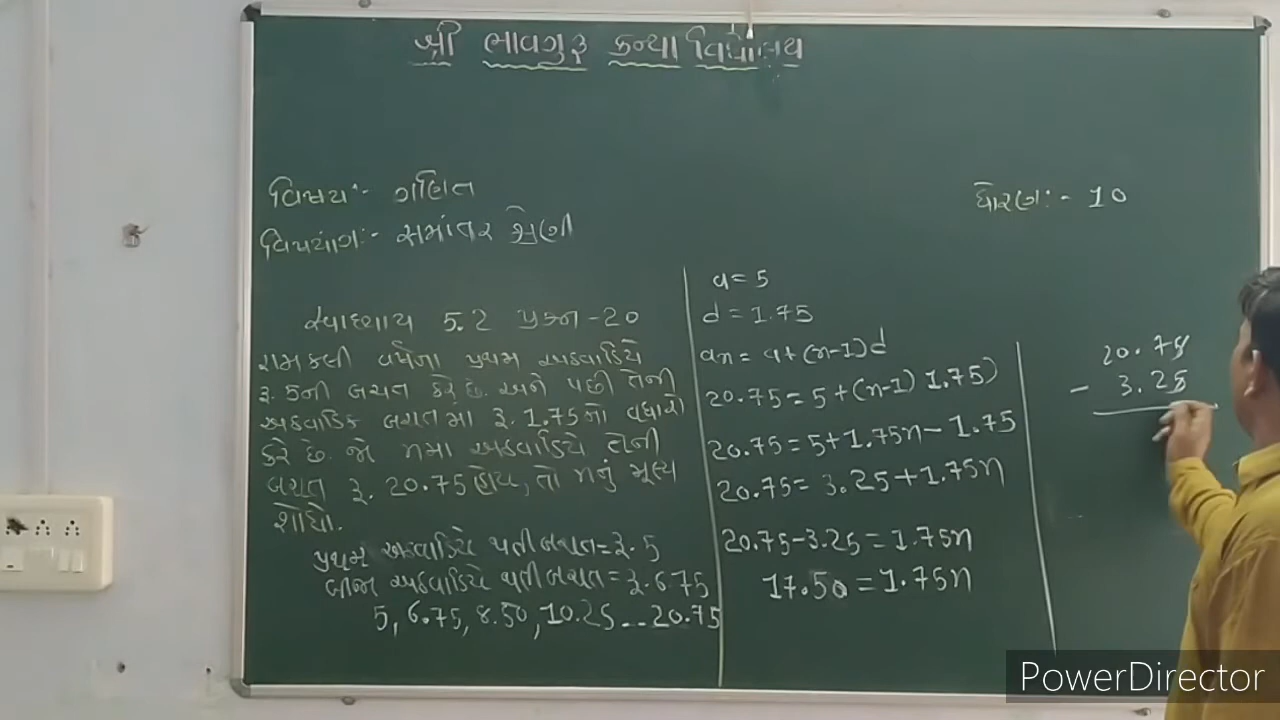 શ્રી ભાવગુરુ કન્યા વિદ્યાલય
વિષય :- ગણિત
ધોરણ :- 10
વિષયાંગ :- સમાંતર શ્રેણી
સ્વાધ્યાય 5.2 પ્રશ્ન - 20
રામકલી વર્ષના પ્રથમ અઠવાડિયે
રૂ. 5ની બચત કરે છે. અને પછી તેની
અઠવાડિક બચતમા રૂ. 1.75નો વધારો
કરે છે. જો nમા અઠવાડિયે તેની
બચત રૂ. 20.75 હોય, તો nનું મૂલ્ય
શોધો.
પ્રથમ અઠવાડિયે થતી બચત = રૂ. 5
બીજા અઠવાડિયે થતી બચત = રૂ. 6.75
5, 6.75, 8.50, 10.25 ... 20.75
a = 5
d = 1.75
an = a + (n-1)d
20.75 = 5 + (n-1) 1.75)
20.75 = 5 + 1.75n - 1.75
20.75 = 3.25 + 1.75n
20.75 - 3.25 = 1.75n
17.50 = 1.75n
20.75
- 3.25
PowerDirector